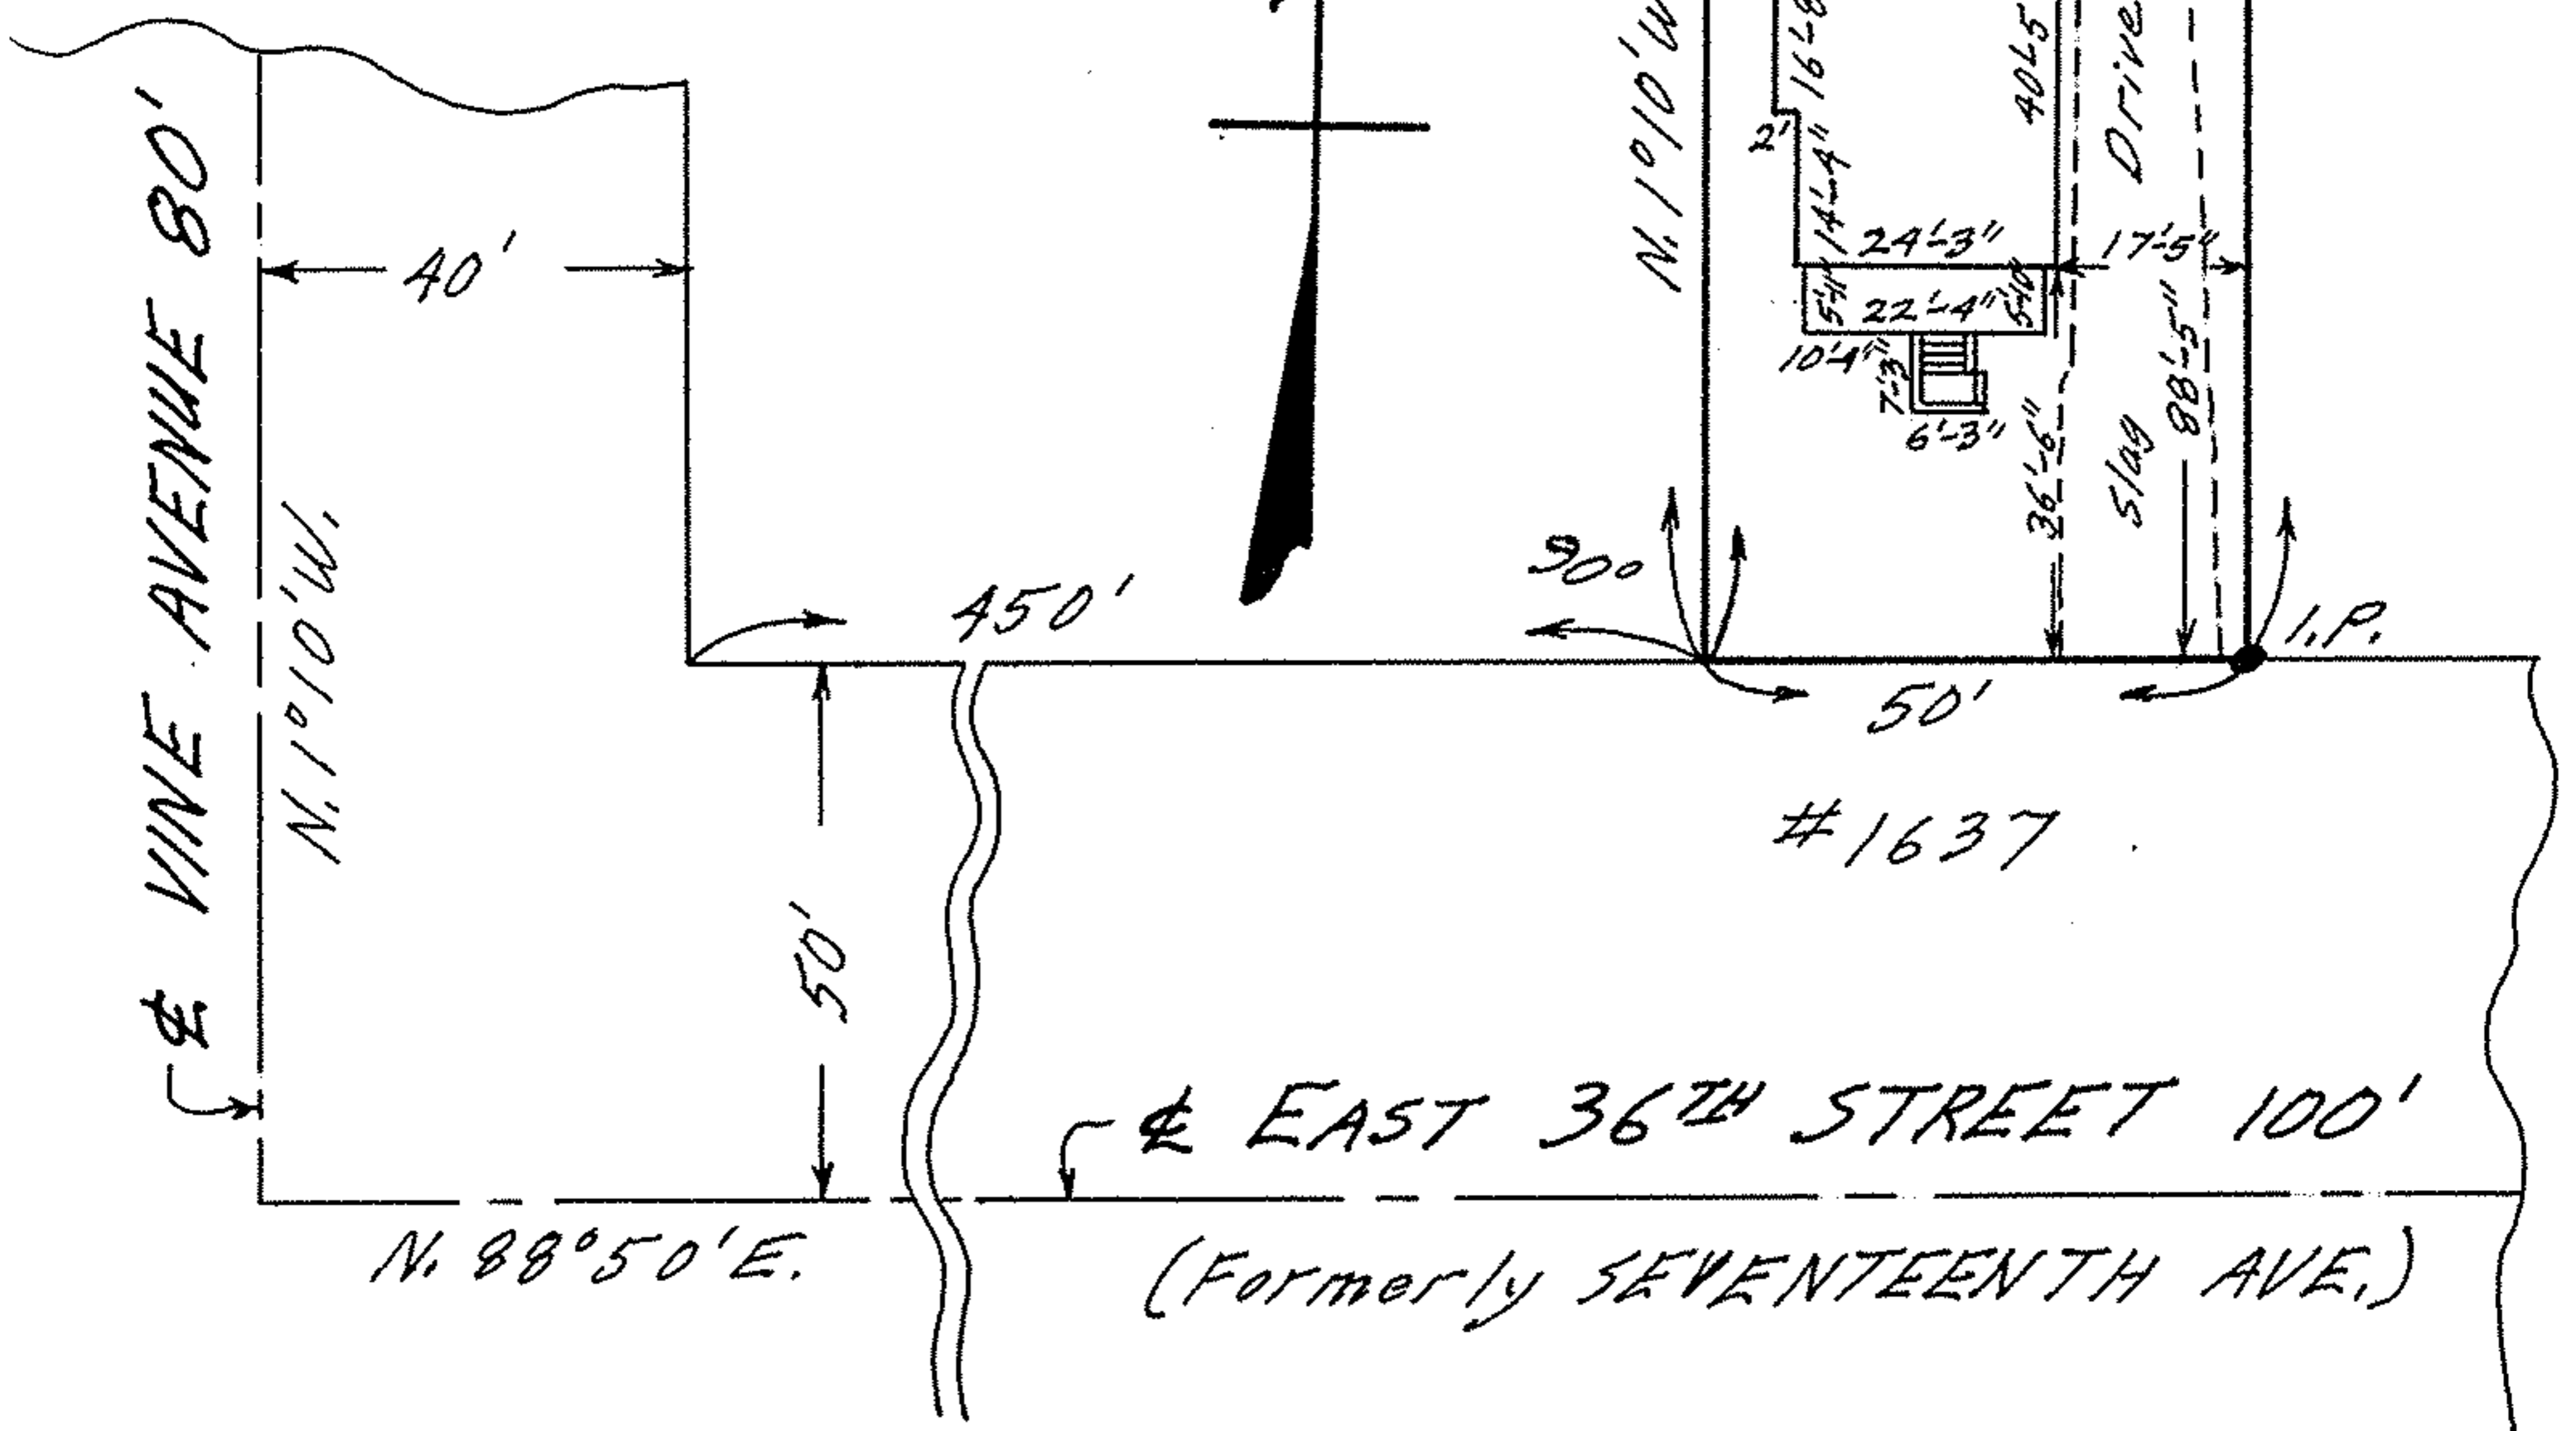 ℄ VINE AVENUE 80'
N. 1°10'W.
40'
450'
90°
N. 1°10'W
16'-8
2'
14'-4"
24'-3"
5'-11"
22'-4"
5'-10"
10'-4"
7'-3"
6'-3"
40'-5
Drive
17'-5"
36'-6"
Slag
88'-5"
I.P.
50'
#1637
50'
℄ EAST 36TH STREET 100'
N. 88°50'E.
(Formerly SEVENTEENTH AVE.)